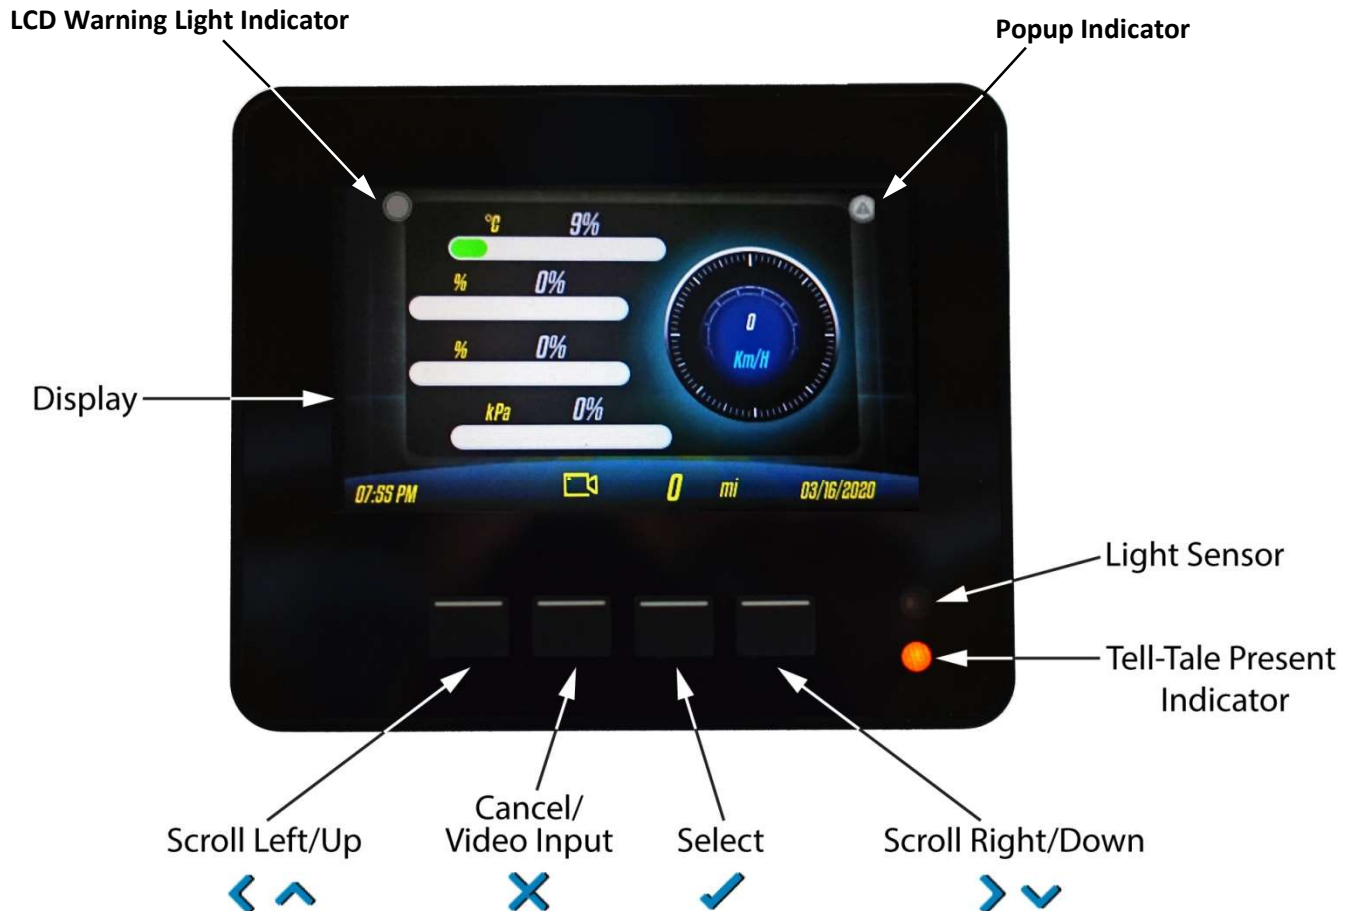 LCD Warning Light Indicator
Popup Indicator
°C 9%
% 0%
% 0%
kPa 0%
0
Km/H
07:55 PM 0 mi 03/16/2020
Display
Light Sensor
Tell-Tale Present
Indicator
Scroll Left/Up
Cancel/
Video Input
Select
Scroll Right/Down